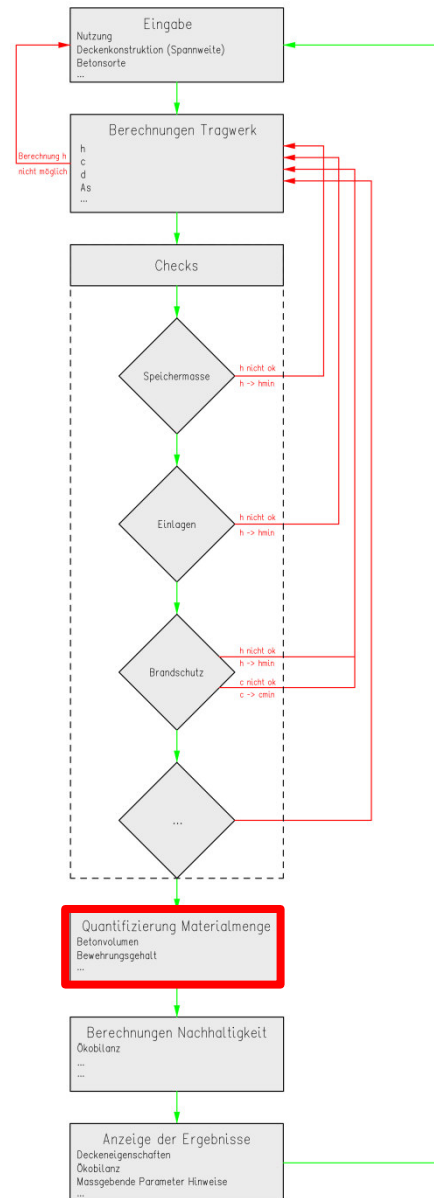 Eingabe
Nutzung
Deckenkonstruktion (Spannweite)
Betonsorte
...
Berechnungen Tragwerk
h
c
d
As
...
Berechnung h
nicht möglich
Checks
Speichermasse
h nicht ok
h -> hmin
Einlagen
h nicht ok
h -> hmin
Brandschutz
h nicht ok
h -> hmin
c nicht ok
c -> cmin
...
Quantifizierung Materialmenge
Betonvolumen
Bewehrungsgehalt
...
Berechnungen Nachhaltigkeit
Ökobilanz
...
...
Anzeige der Ergebnisse
Deckeneigenschaften
Ökobilanz
Massgebende Parameter Hinweise
...